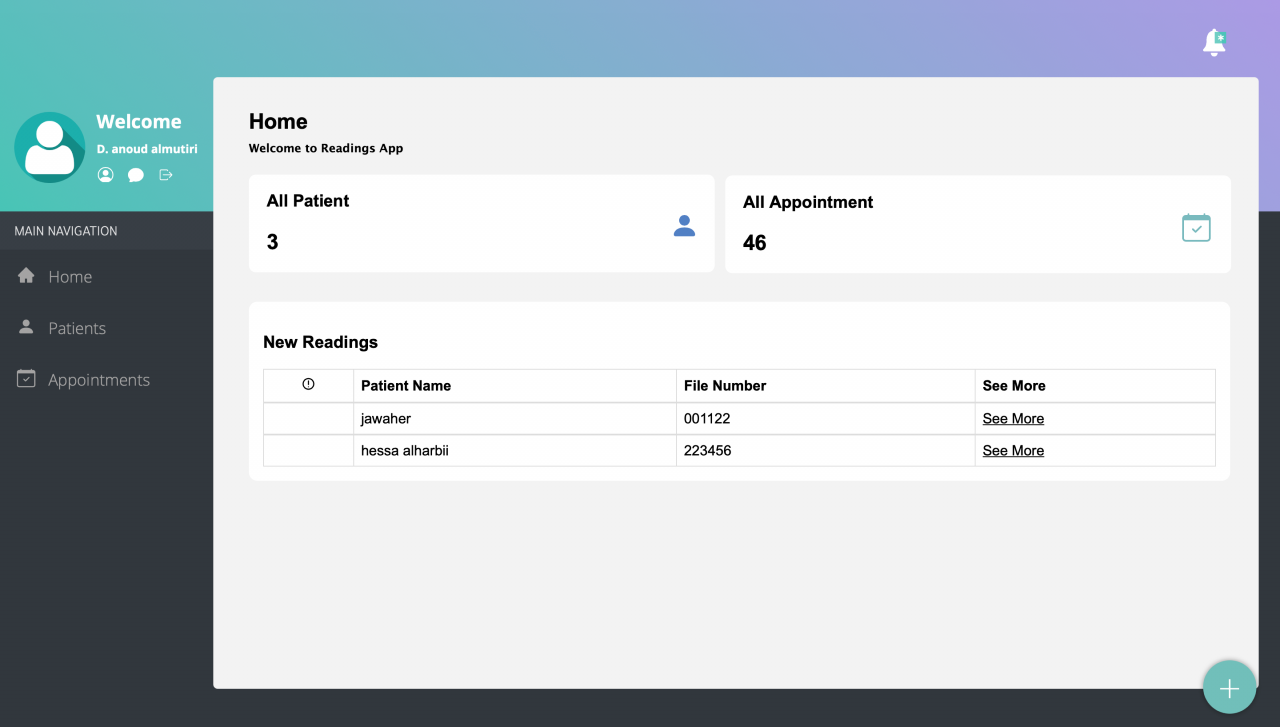 Welcome
D. anoud almutiri
MAIN NAVIGATION
Home
Patients
Appointments
Home
Welcome to Readings App
All Patient
3
All Appointment
46
New Readings
Patient Name File Number See More
jawaher 001122 See More
hessa alharbii 223456 See More